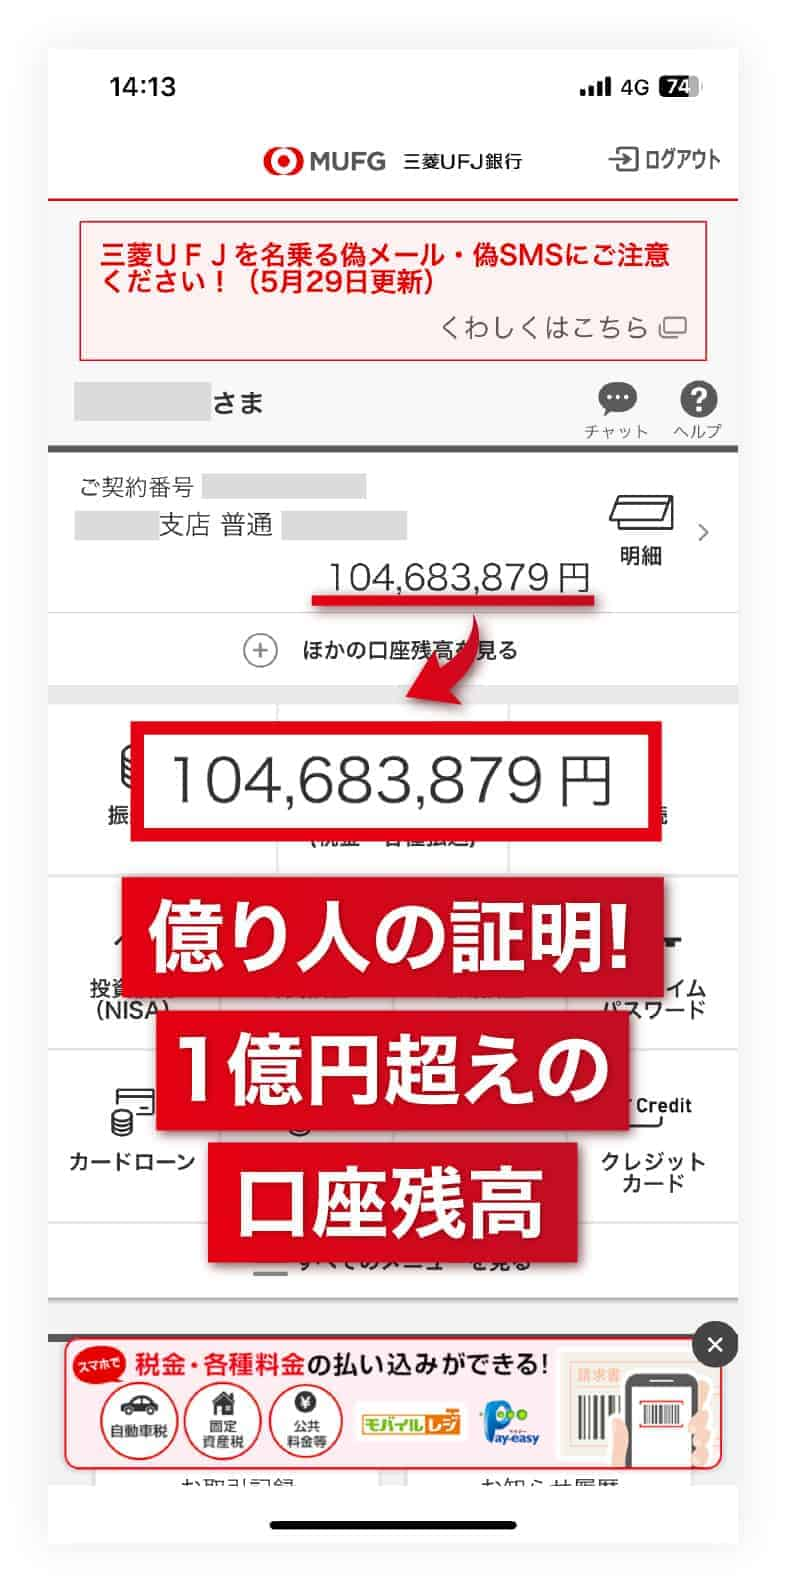 14:13
4G 74
MUFG 三菱UFJ銀行
ログアウト
三菱ＵＦＪを名乗る偽メール・偽SMSにご注意
ください！（5月29日更新）
くわしくはこちら
さま
チャット
ヘルプ
ご契約番号
支店 普通
明細
104,683,879 円
ほかの口座残高を見る
104,683,879 円
振
億り人の証明!
投資
（NISA）
イム
パスワード
1億円超えの
カードローン
Credit
クレジット
カード
口座残高
すべてのメニューを見る
スマホで 税金・各種料金の払い込みができる!
自動車税
固定
資産税
公共
料金等
モバイルレジ
Pay-easy
請求書
お取引記録
お知らせ履歴